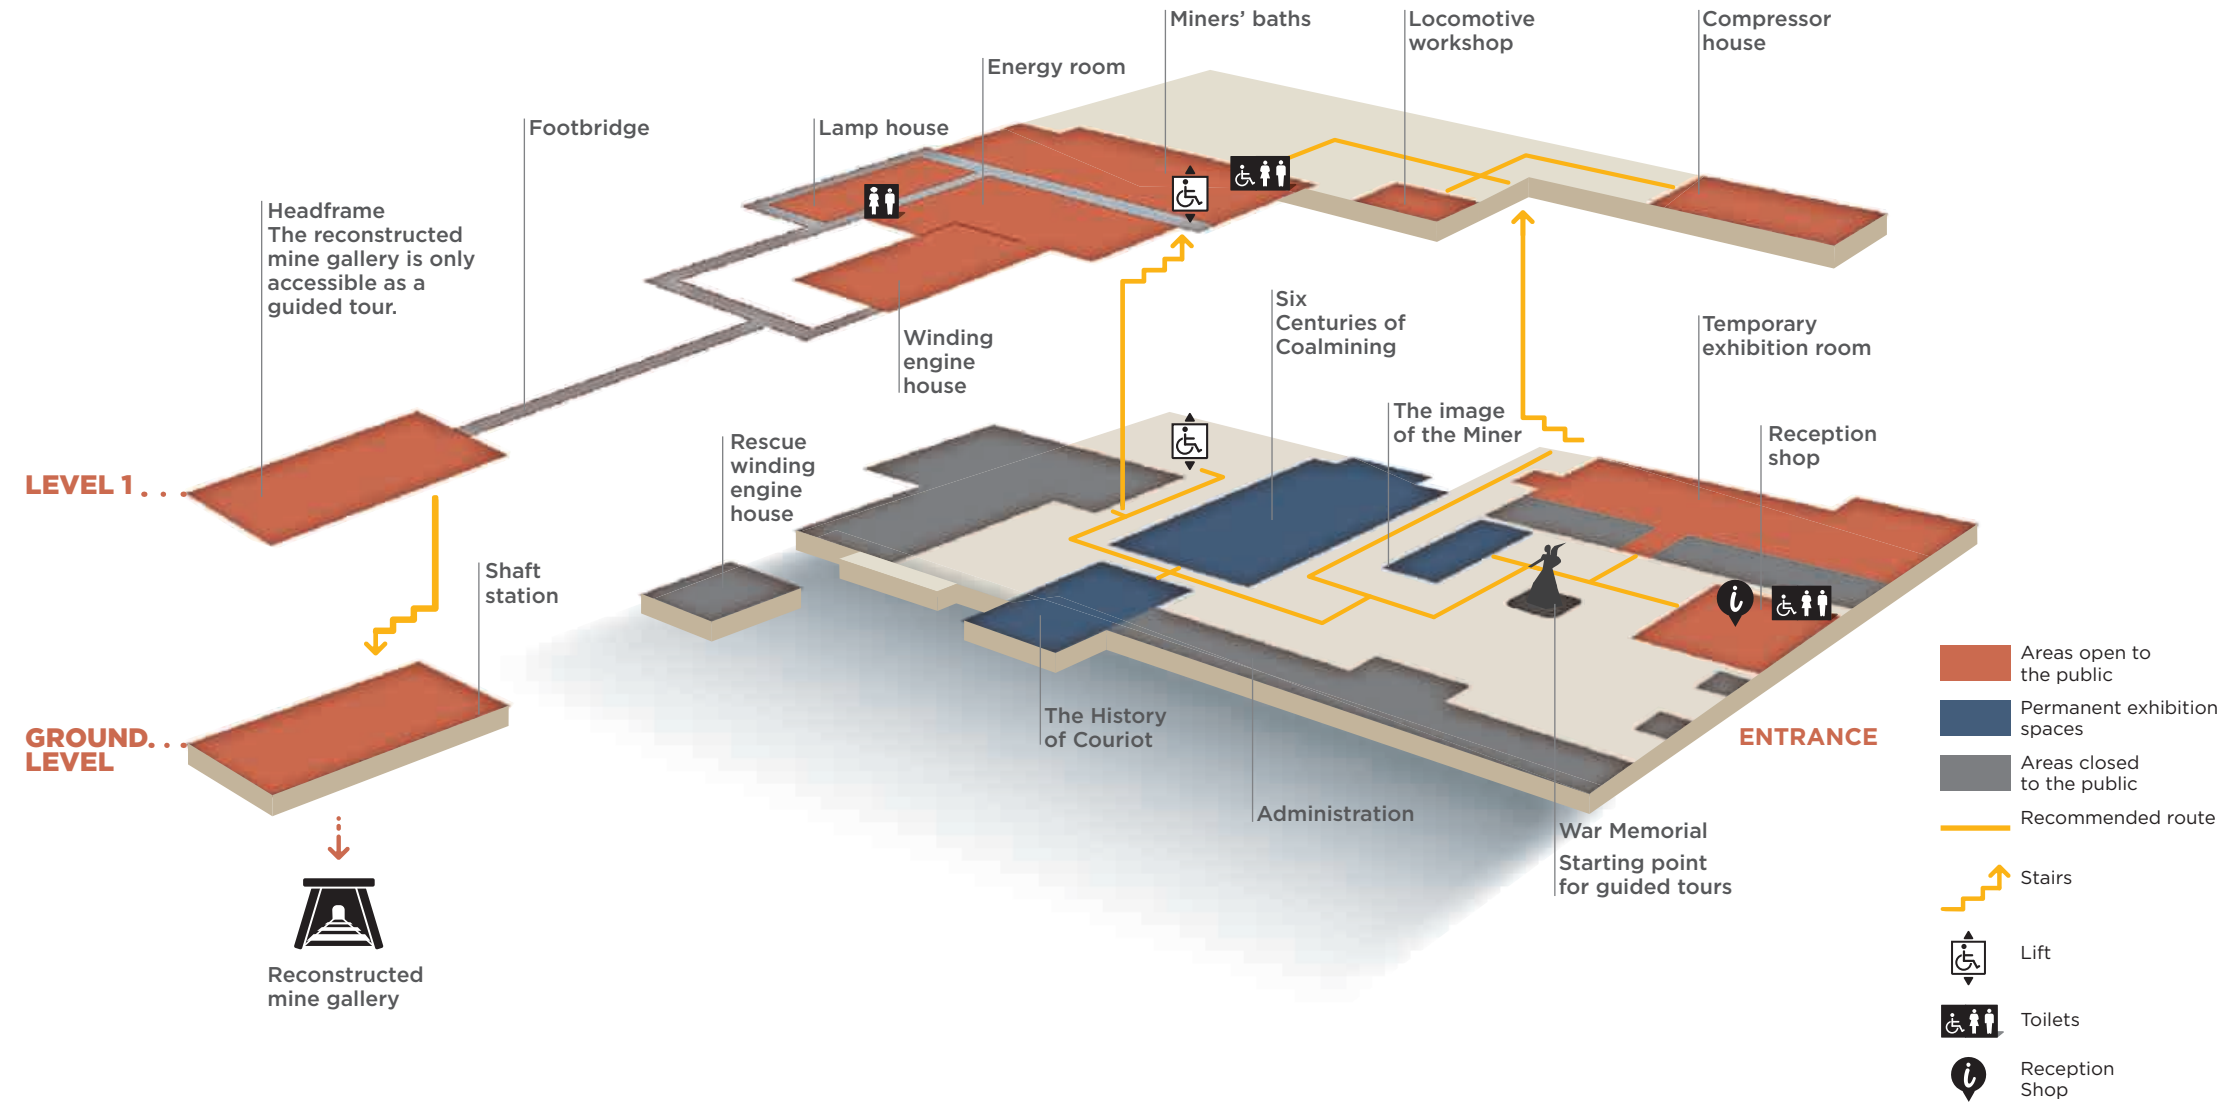 Miners’ baths
Locomotive
workshop
Compressor
house
Energy room
Footbridge
Lamp house
Headframe
The reconstructed
mine gallery is only
accessible as a
guided tour.
Winding
engine
house
Six
Centuries of
Coalmining
Temporary
exhibition room
The image
of the Miner
Reception
shop
Rescue
winding
engine
house
LEVEL 1 . . .
Shaft
station
GROUND. . .
LEVEL
The History
of Couriot
ENTRANCE
Administration
War Memorial
Starting point
for guided tours
Reconstructed
mine gallery
Areas open to
the public
Permanent exhibition
spaces
Areas closed
to the public
Recommended route
Stairs
Lift
Toilets
Reception
Shop